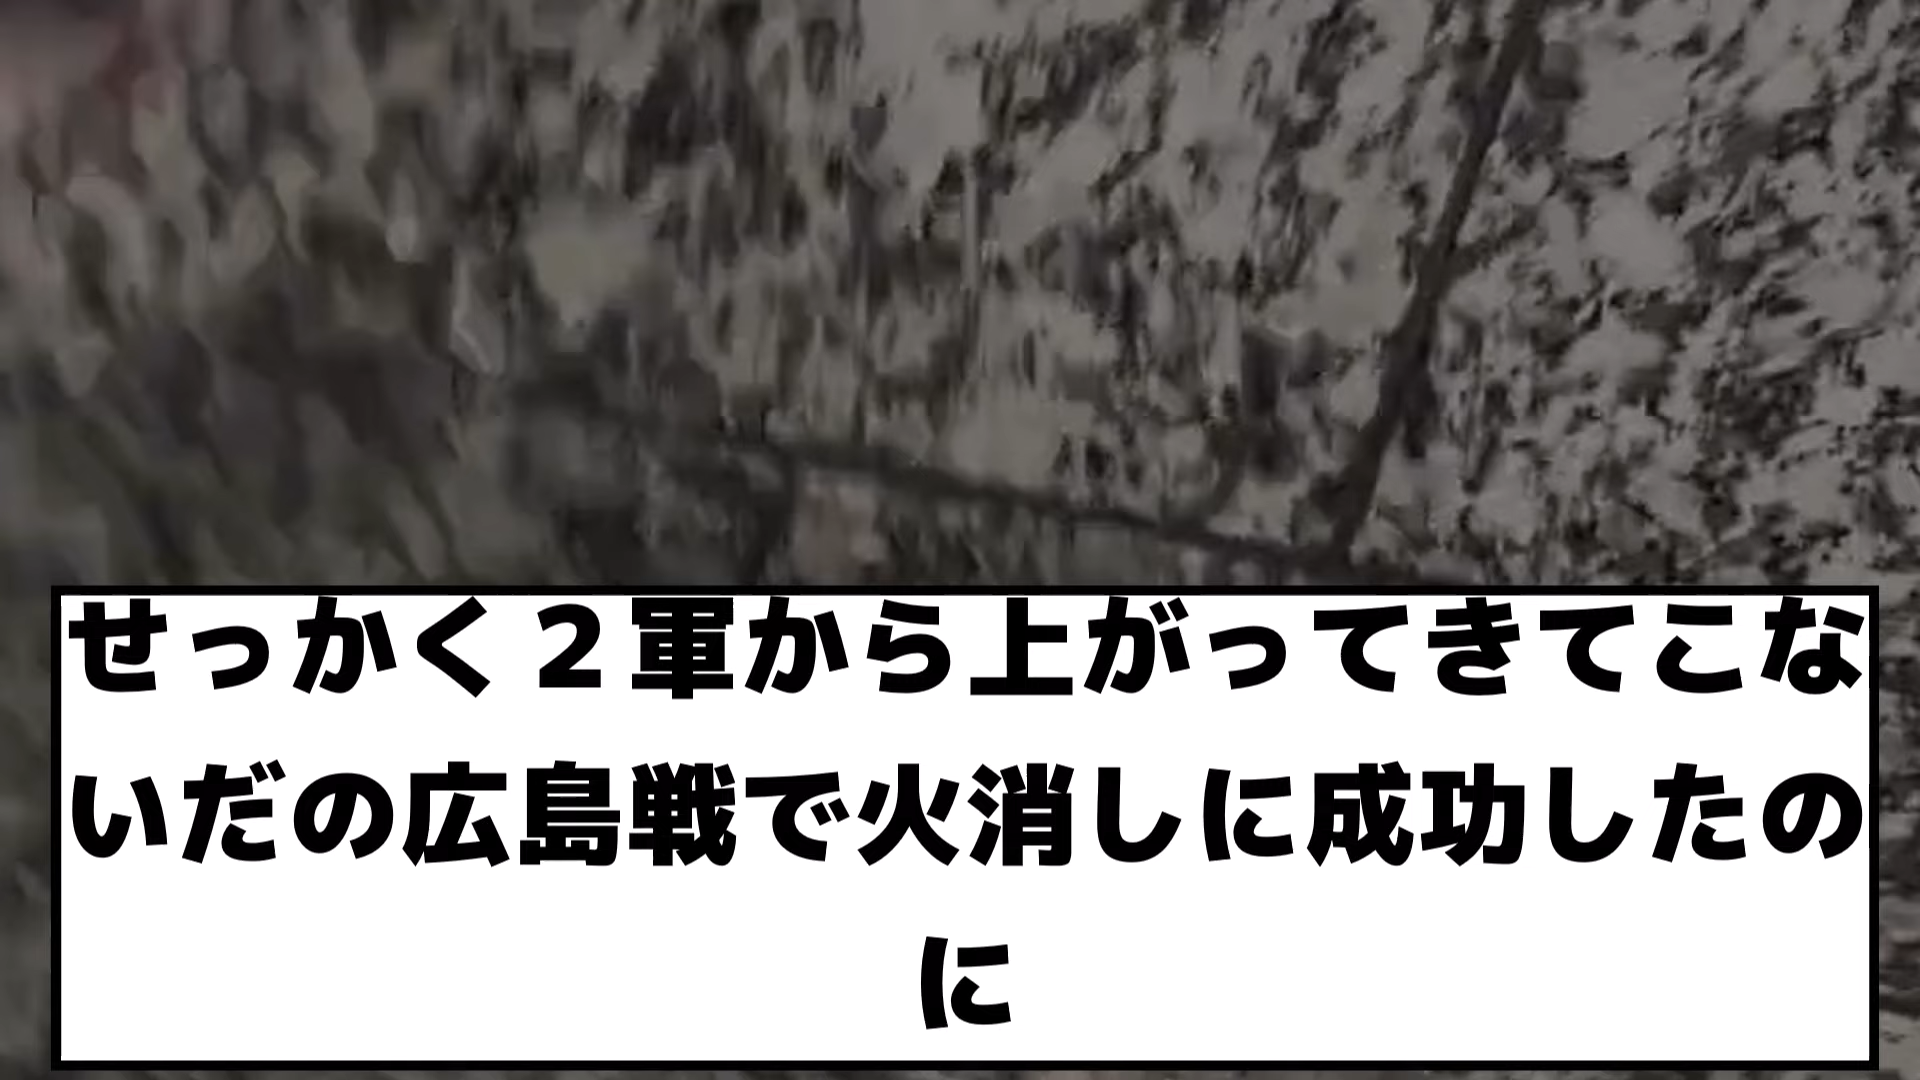 せっかく２軍から上がってきてこな
いだの広島戦で火消しに成功したの
に